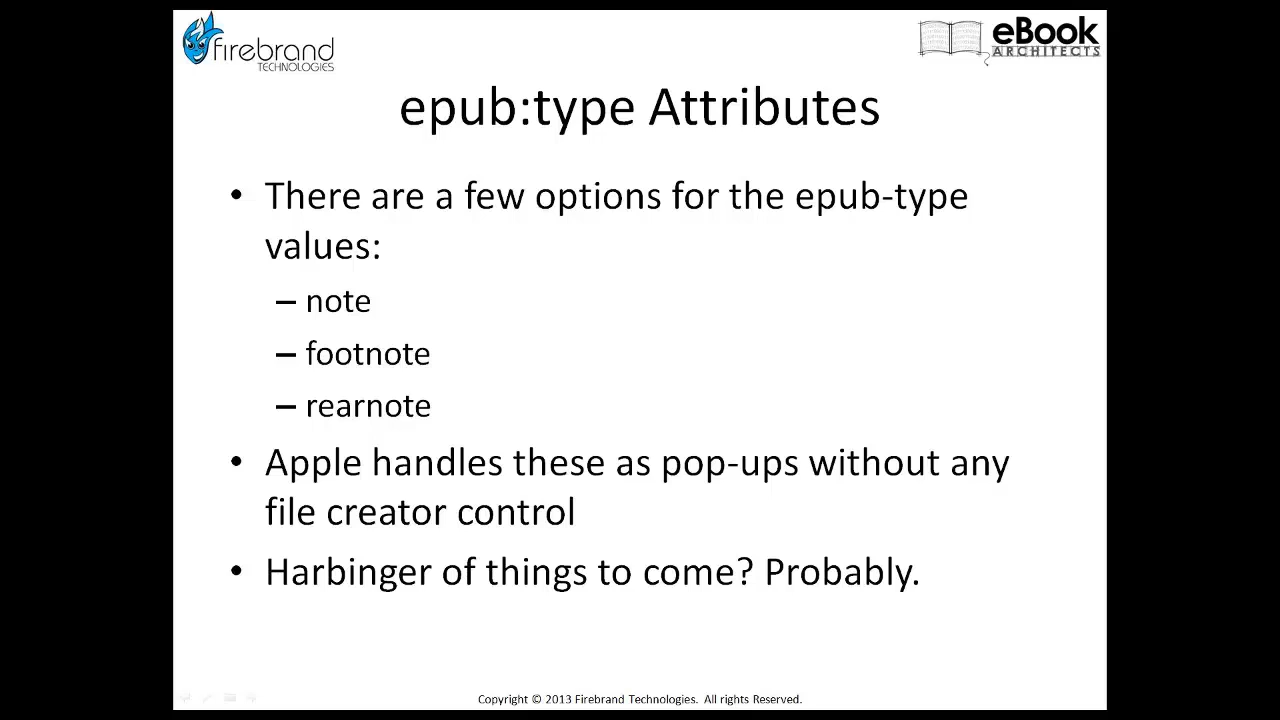 firebrand
TECHNOLOGIES
eBook
ARCHITECTS
epub:type Attributes
• There are a few options for the epub-type
values:
– note
– footnote
– rearnote
• Apple handles these as pop-ups without any
file creator control
• Harbinger of things to come? Probably.
Copyright © 2013 Firebrand Technologies. All rights Reserved.